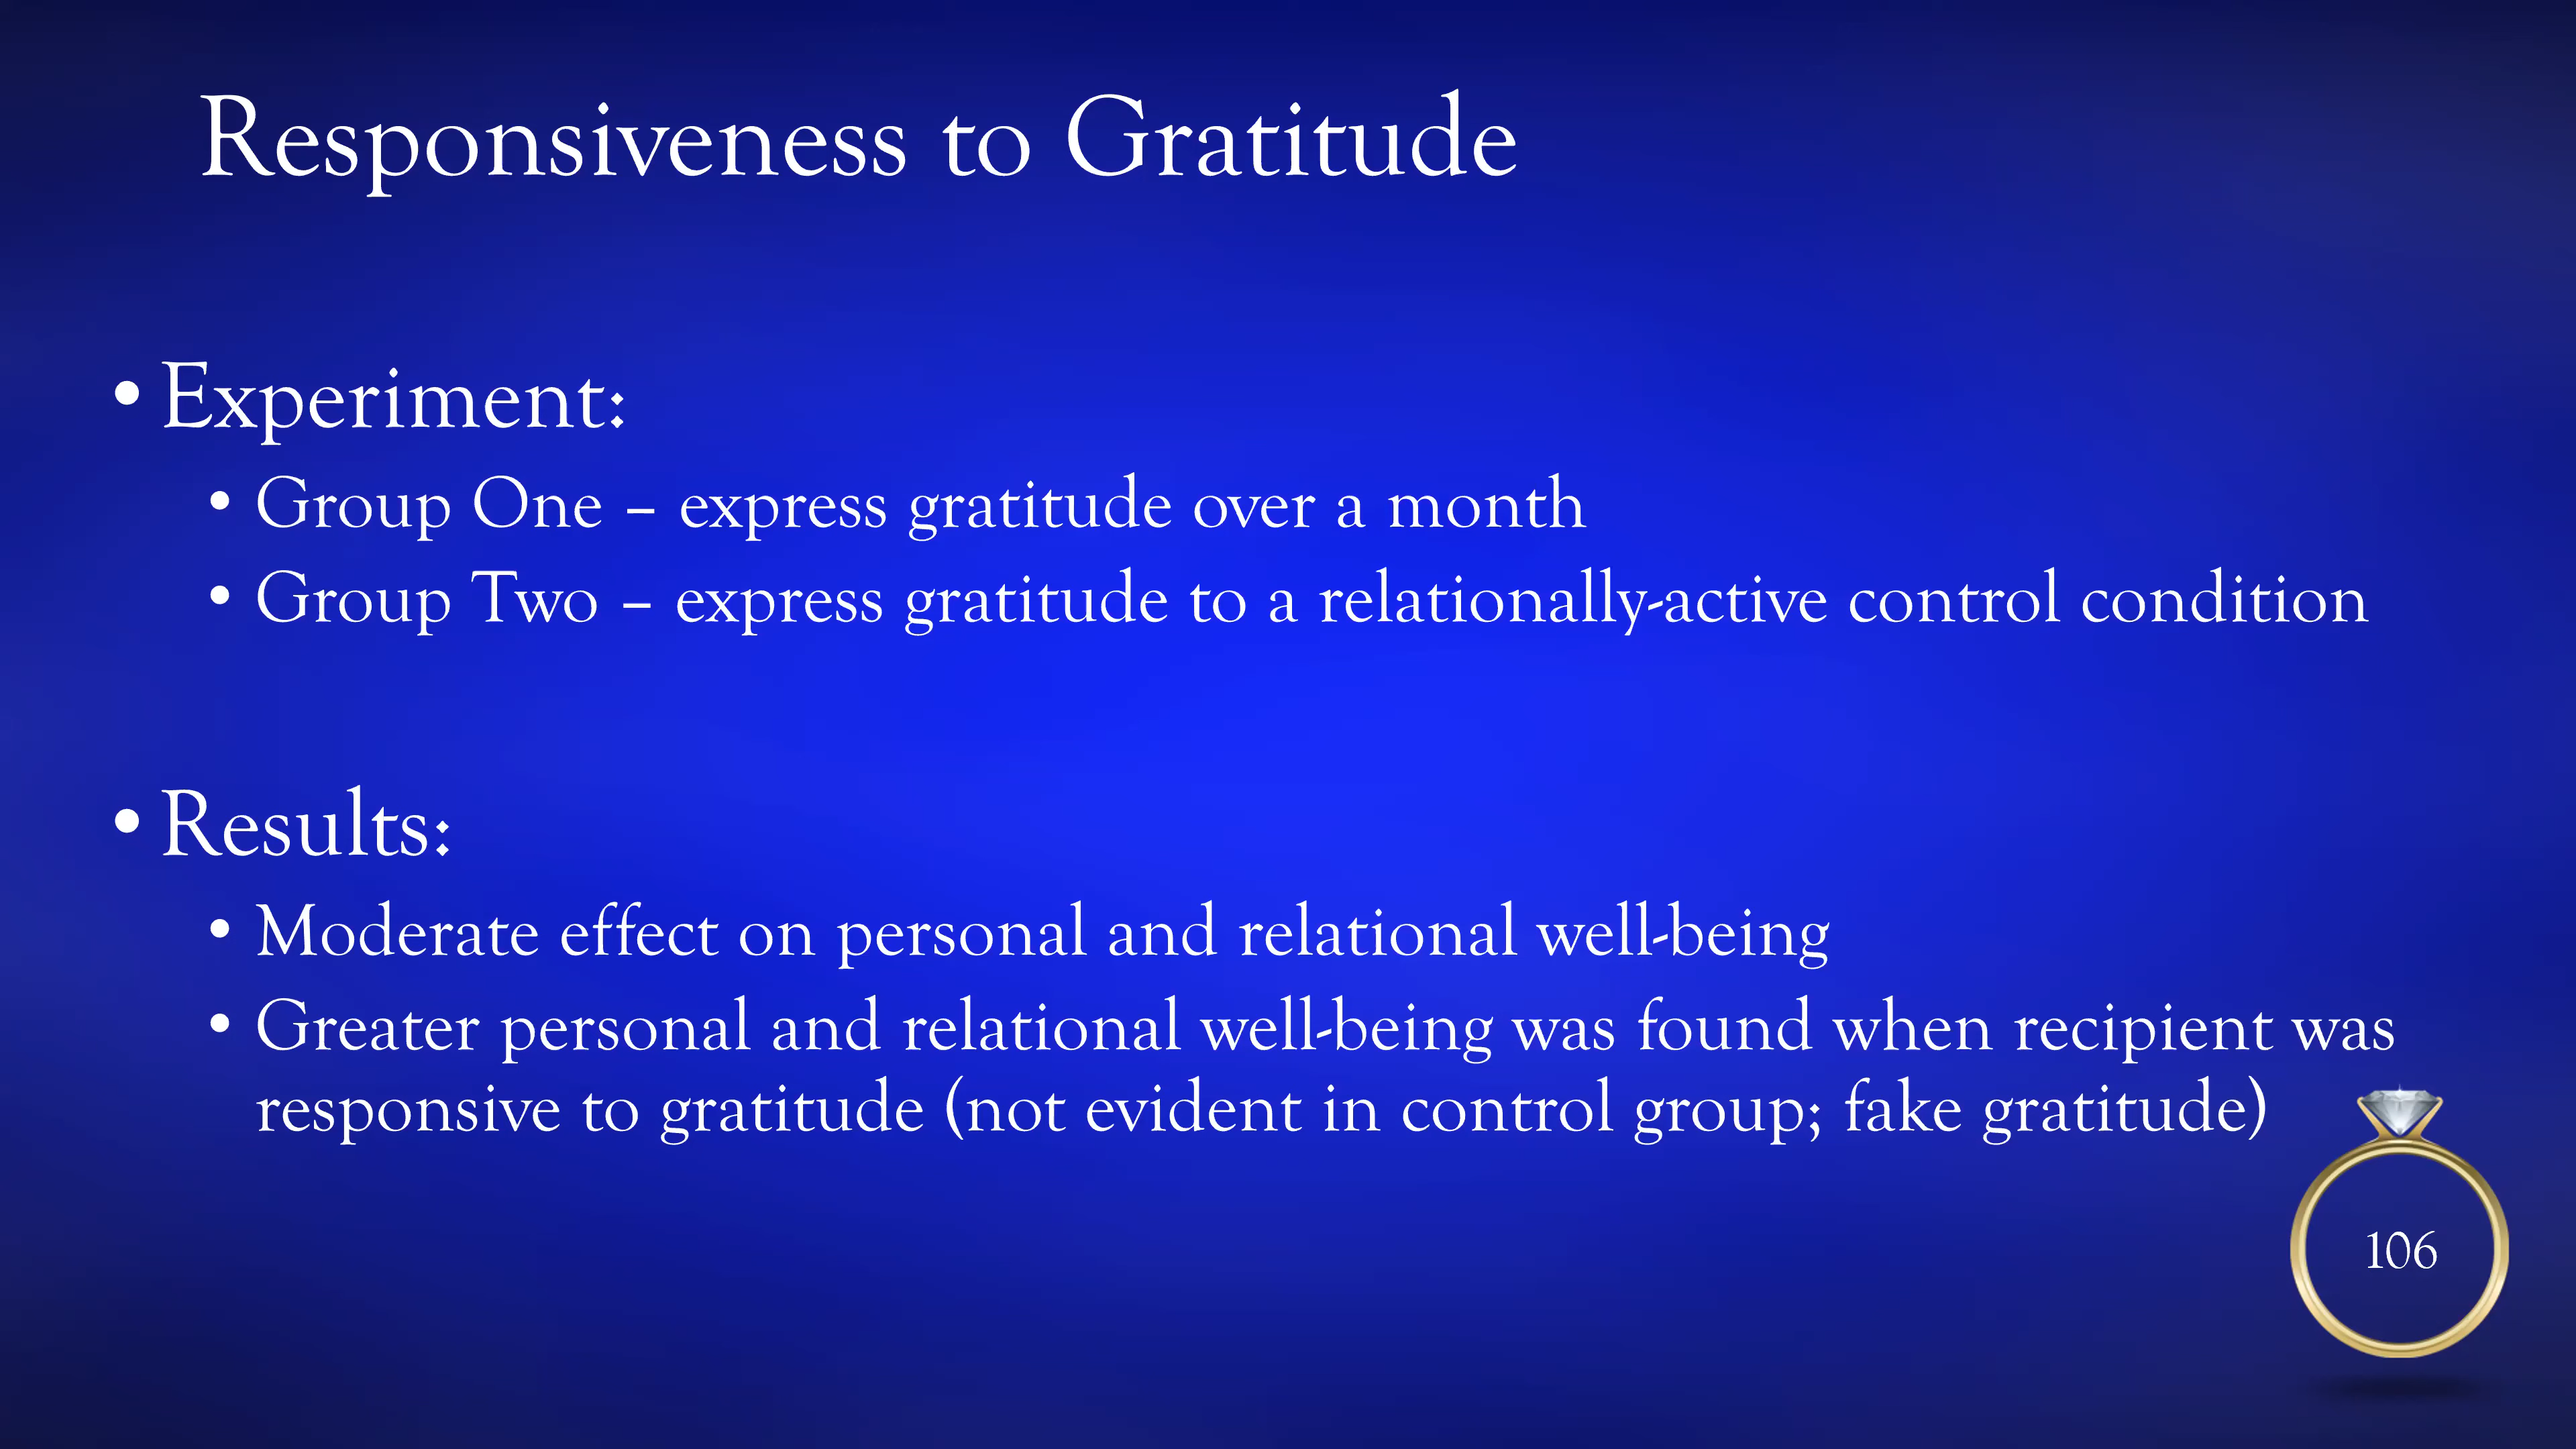 Responsiveness to Gratitude
• Experiment:
• Group One – express gratitude over a month
• Group Two – express gratitude to a relationally-active control condition
• Results:
• Moderate effect on personal and relational well-being
• Greater personal and relational well-being was found when recipient was
responsive to gratitude (not evident in control group; fake gratitude)
106